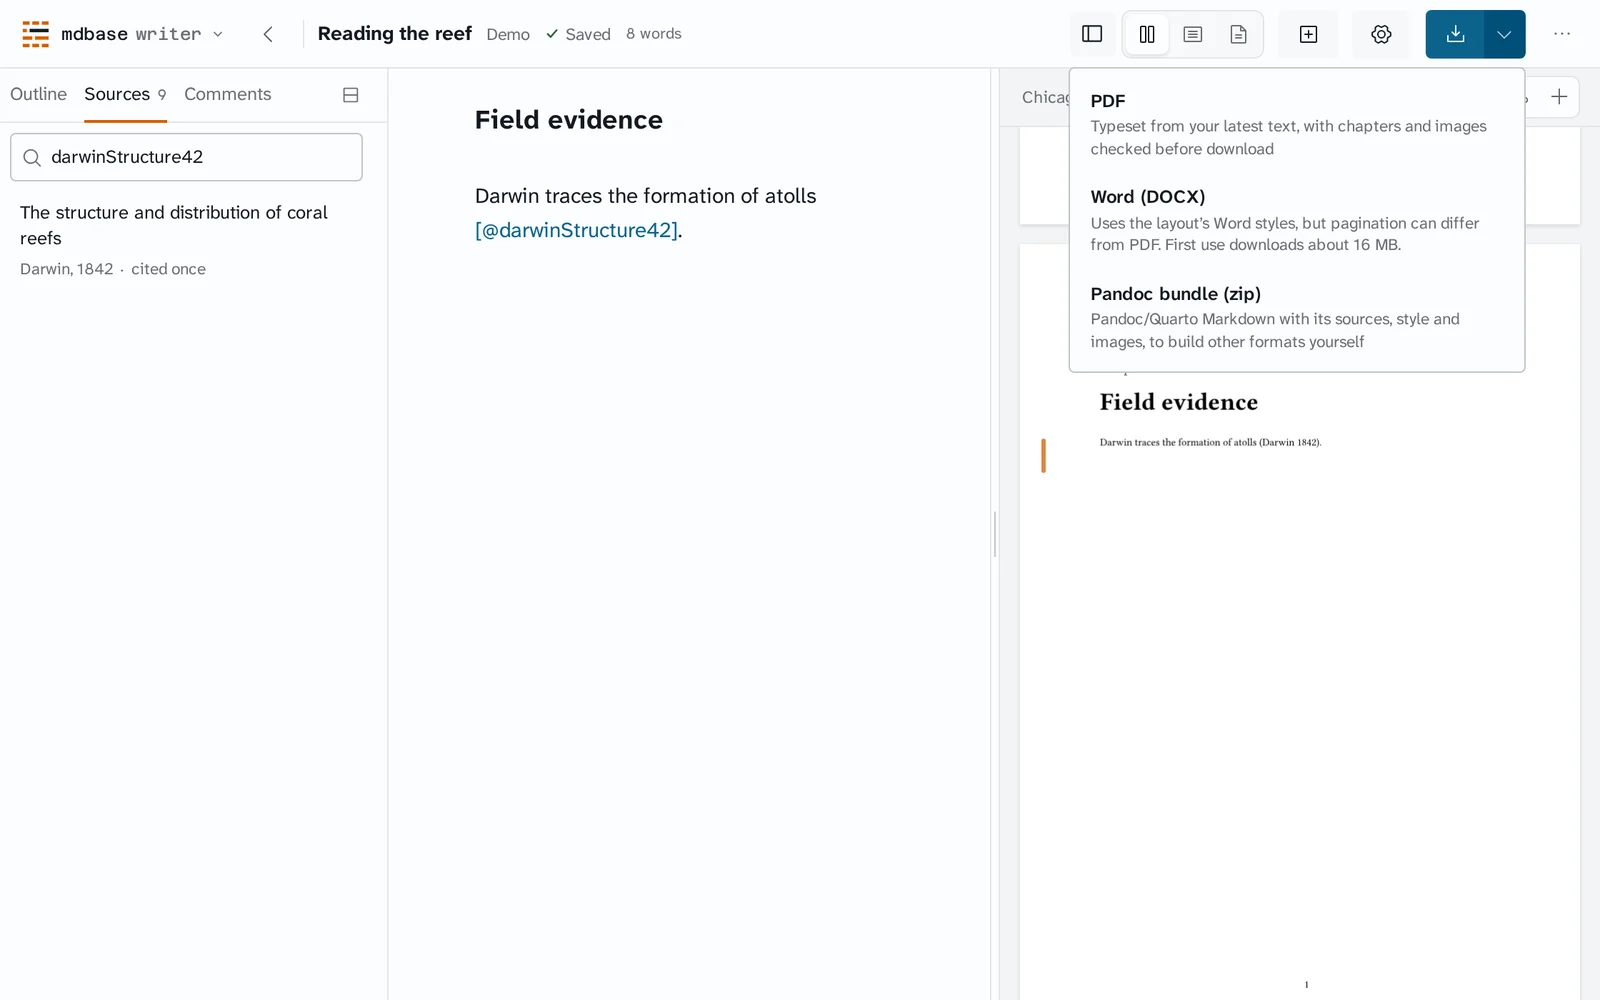 mdbase writer
Reading the reef Demo Saved 8 words
Outline Sources 9 Comments
darwinStructure42
The structure and distribution of coral
reefs
Darwin, 1842 · cited once
Field evidence
Darwin traces the formation of atolls
[@darwinStructure42].
PDF
Typeset from your latest text, with chapters and images
checked before download
Word (DOCX)
Uses the layout’s Word styles, but pagination can differ
from PDF. First use downloads about 16 MB.
Pandoc bundle (zip)
Pandoc/Quarto Markdown with its sources, style and
images, to build other formats yourself
Field evidence
Darwin traces the formation of atolls (Darwin 1842).
1